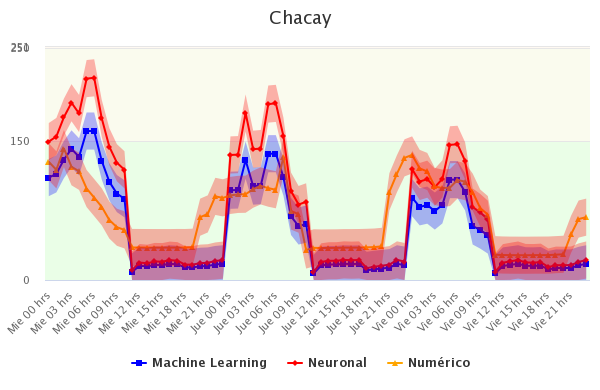 Chacay
150
0
Mie 00 hrs
Mie 03 hrs
Mie 06 hrs
Mie 09 hrs
Mie 12 hrs
Mie 15 hrs
Mie 18 hrs
Mie 21 hrs
Jue 00 hrs
Jue 03 hrs
Jue 06 hrs
Jue 09 hrs
Jue 12 hrs
Jue 15 hrs
Jue 18 hrs
Jue 21 hrs
Vie 00 hrs
Vie 03 hrs
Vie 06 hrs
Vie 09 hrs
Vie 12 hrs
Vie 15 hrs
Vie 18 hrs
Vie 21 hrs
Machine Learning Neuronal Numérico